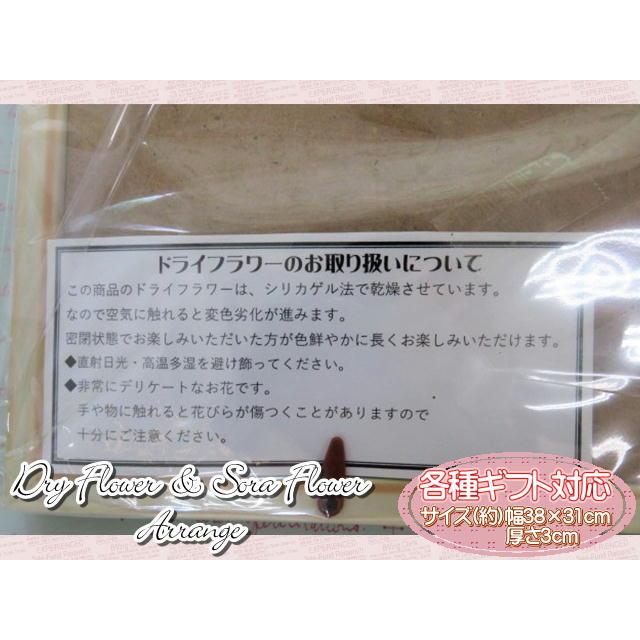 ドライフラワーのお取り扱いについて
この商品のドライフラワーは、シリカゲル法で乾燥させています。
なので空気に触れると変色劣化が進みます。
密閉状態でお楽しみいただいた方が色鮮やかに長くお楽しみいただけます。
◆直射日光・高温多湿を避け飾ってください。
◆非常にデリケートなお花です。
手や物に触れると花びらが傷つくことがありますので
十分にご注意ください。
Dry Flower & Sora Flower
Arrange
各種ギフト対応
サイズ(約)幅38×31cm
厚さ3cm